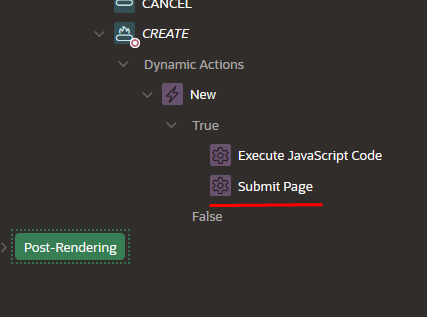 CANCEL
CREATE
Dynamic Actions
New
True
Execute JavaScript Code
Submit Page
False
Post-Rendering